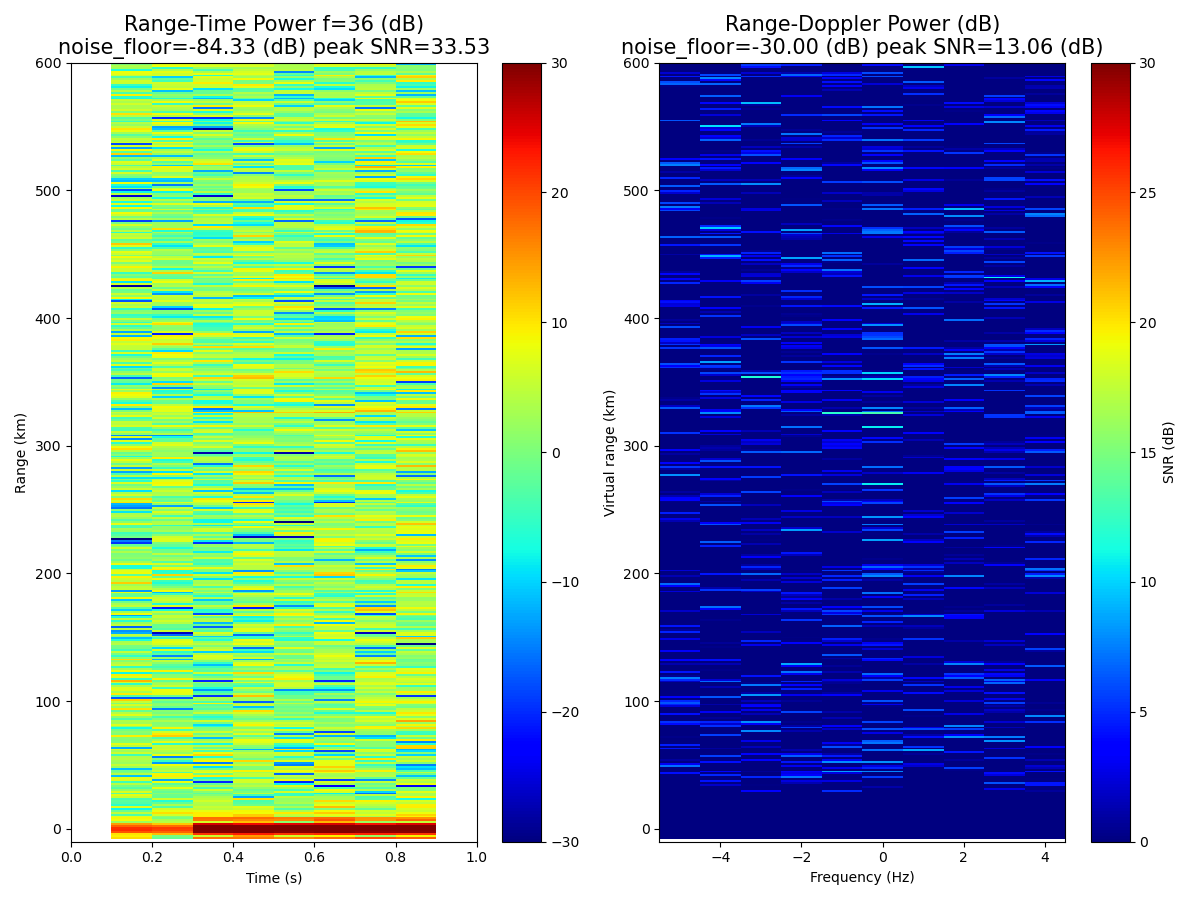 Range-Time Power f=36 (dB)
noise_floor=-84.33 (dB) peak SNR=33.53
Range-Doppler Power (dB)
noise_floor=-30.00 (dB) peak SNR=13.06 (dB)
600
500
400
300
200
100
0
Range (km)
0.0 0.2 0.4 0.6 0.8 1.0
Time (s)
30
20
10
0
−10
−20
−30
600
500
400
300
200
100
0
Virtual range (km)
−4 −2 0 2 4
Frequency (Hz)
30
25
20
15
10
5
0
SNR (dB)